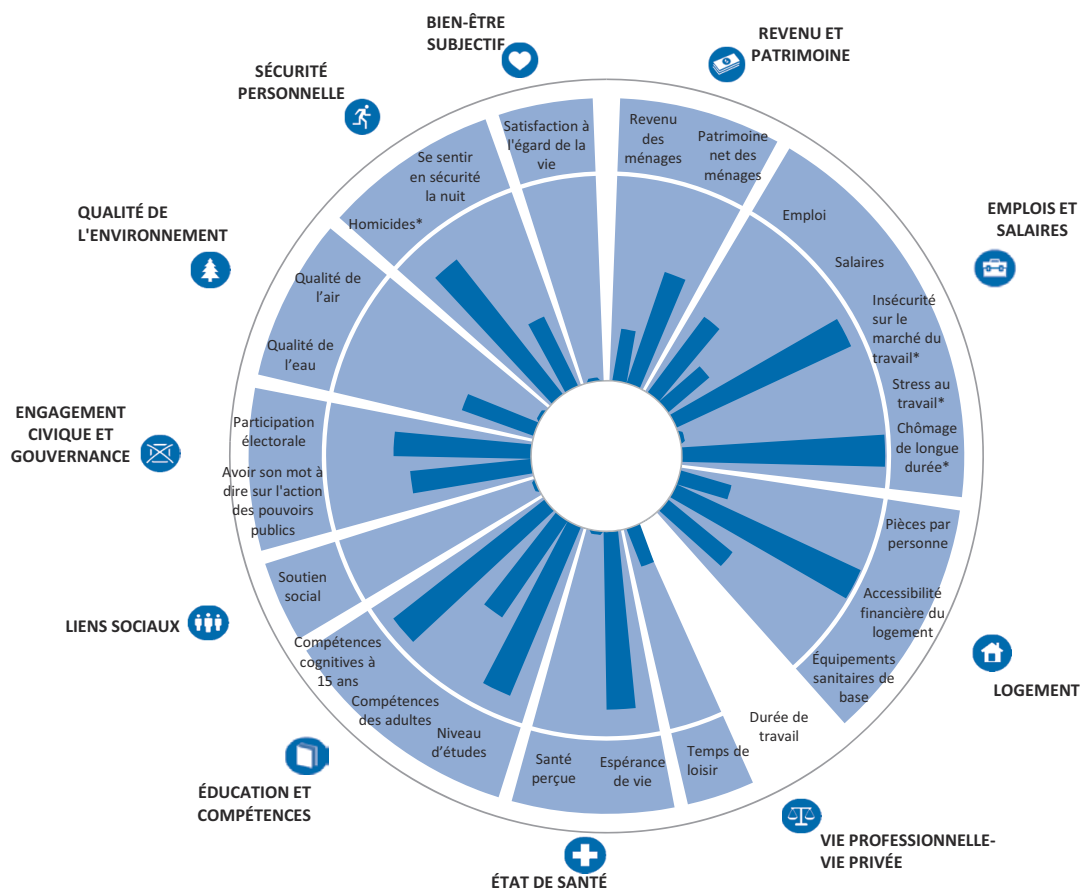 BIEN-ÊTRE
SUBJECTIF
REVENU ET
PATRIMOINE
SÉCURITÉ
PERSONNELLE
Satisfaction à
l'égard de la
vie
Revenu
des
ménages
Patrimoine
net des
ménages
Se sentir
en sécurité
la nuit
Homicides*
Emploi
Salaires
Insécurité
sur le
marché du
travail*
Stress au
travail*
Chômage
de longue
durée*
EMPLOIS ET
SALAIRES
QUALITÉ DE
L'ENVIRONNEMENT
Qualité de
l’air
Qualité de
l’eau
ENGAGEMENT
CIVIQUE ET
GOUVERNANCE
Participation
électorale
Avoir son mot à
dire sur l'action
des pouvoirs
publics
Pièces par
personne
Accessibilité
financière du
logement
Équipements
sanitaires de
base
LOGEMENT
LIENS SOCIAUX
Soutien
social
Compétences
cognitives à
15 ans
Compétences
des adultes
Niveau
d’études
Santé
perçue
Espérance
de vie
Temps de
loisir
Durée de
travail
ÉDUCATION ET
COMPÉTENCES
ÉTAT DE SANTÉ
VIE PROFESSIONNELLE-
VIE PRIVÉE